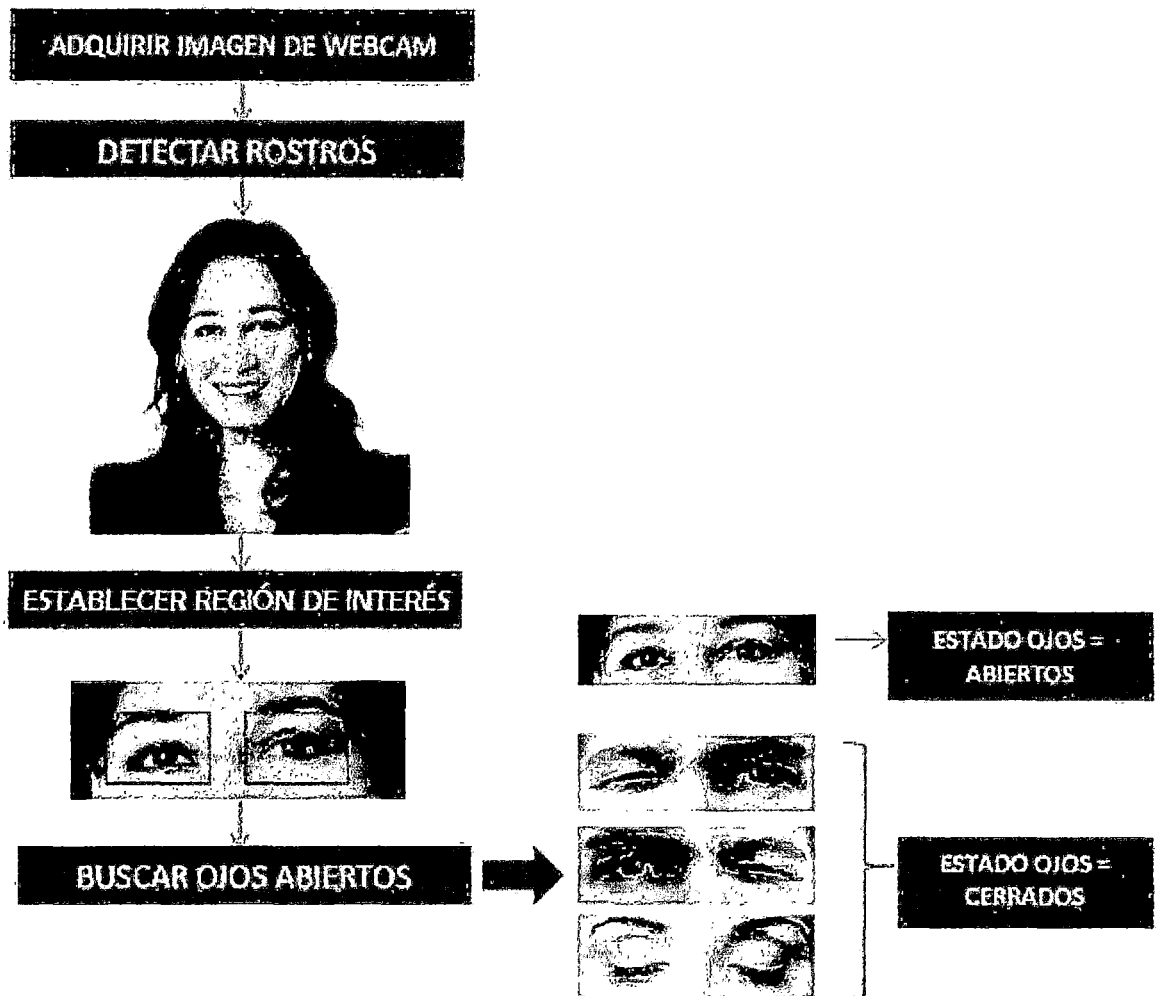 ADQUIRIR IMAGEN DE WEBCAM
DETECTAR ROSTROS
ESTABLECER REGIÓN DE INTERÉS
BUSCAR OJOS ABIERTOS
ESTADO OJOS =
ABIERTOS
ESTADO OJOS =
CERRADOS